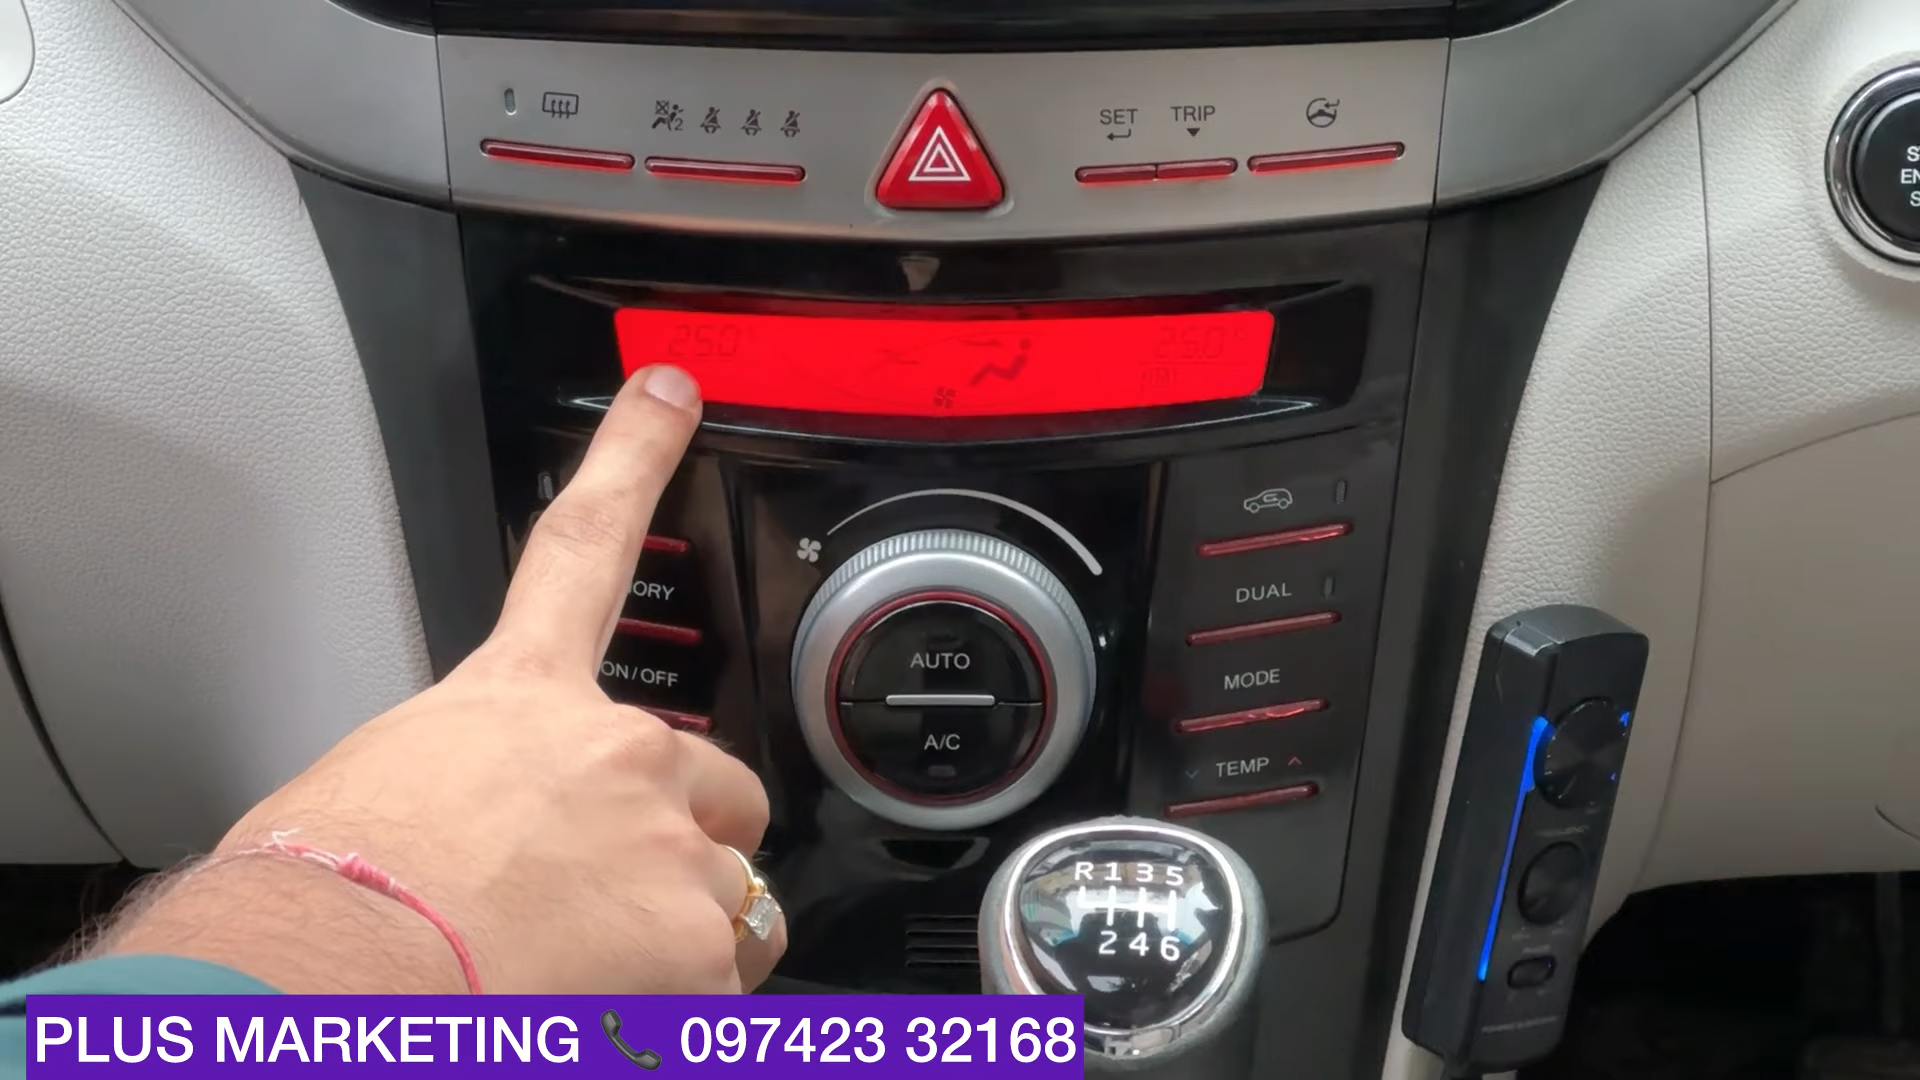 SET TRIP
25.0 25.0
DUAL
ORY
AUTO
ON/OFF
MODE
A/C
TEMP
R 1 3 5
2 4 6
PLUS MARKETING 📞 097423 32168